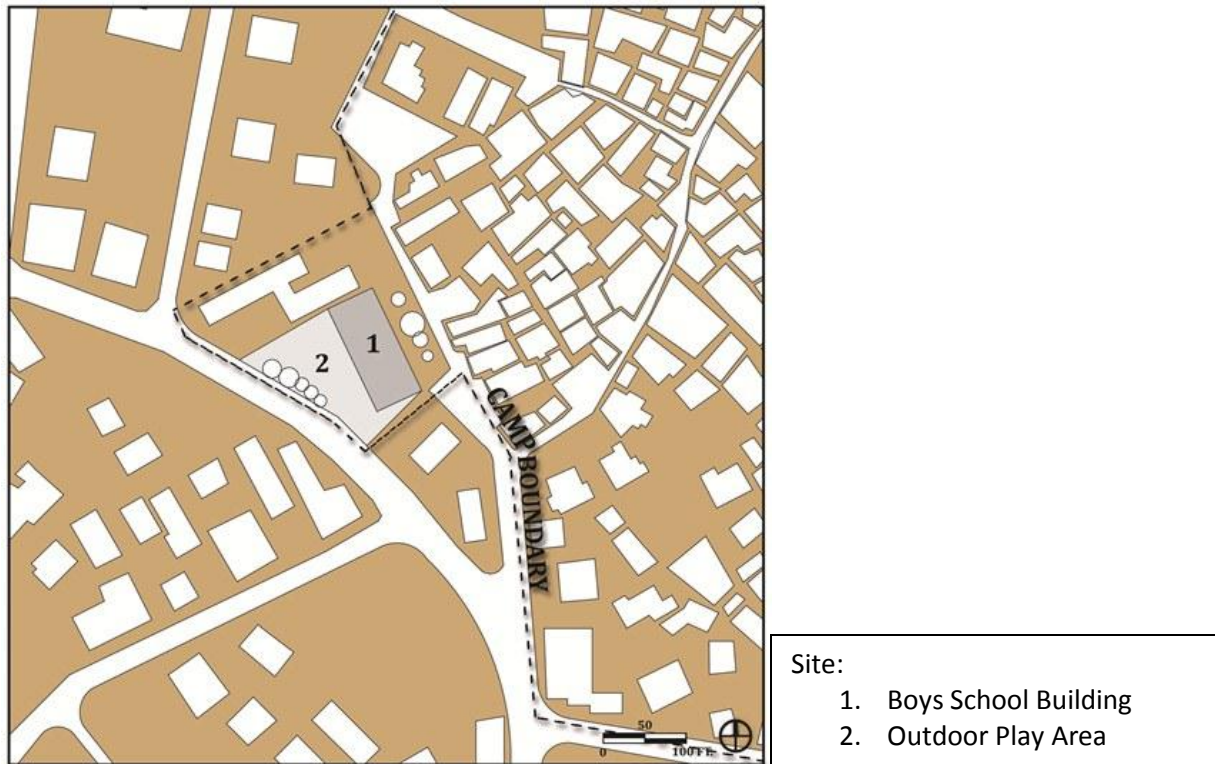 1
2
CAMP BOUNDARY
50
0 100 FT.
Site:
1. Boys School Building
2. Outdoor Play Area